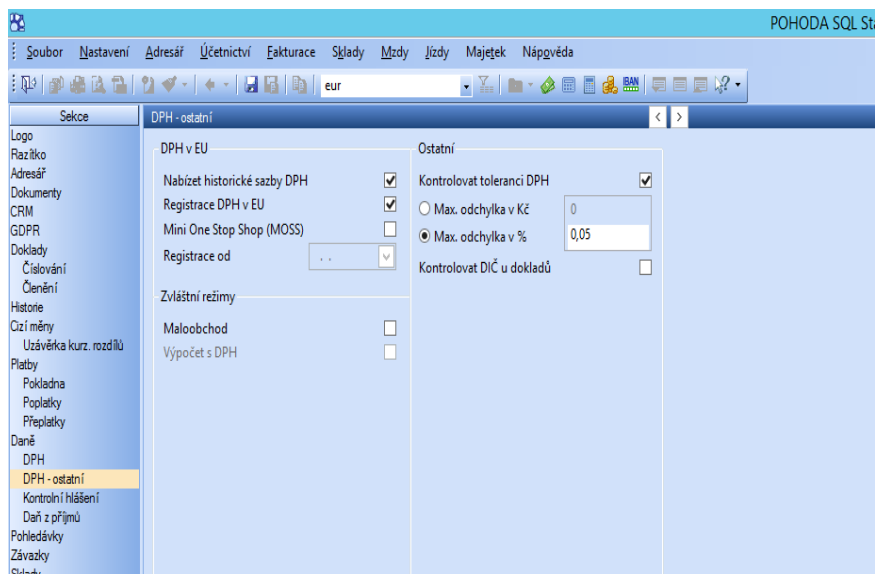 POHODA SQL Sta
Soubor Nastavení Adresář Účetnictví Fakturace Sklady Mzdy Jízdy Majetek Nápověda
eur
IBAN
Sekce
DPH - ostatní
Logo
Razítko
Adresář
Dokumenty
CRM
GDPR
Doklady
Číslování
Členění
Historie
Cizí měny
Uzávěrka kurz. rozdílů
Platby
Pokladna
Poplatky
Přeplatky
Daně
DPH
DPH - ostatní
Kontrolní hlášení
Daň z příjmů
Pohledávky
Závazky
Sklady
DPH v EU
Nabízet historické sazby DPH
Registrace DPH v EU
Mini One Stop Shop (MOSS)
Registrace od . .
Zvláštní režimy
Maloobchod
Výpočet s DPH
Ostatní
Kontrolovat toleranci DPH
Max. odchylka v Kč 0
Max. odchylka v % 0,05
Kontrolovat DIČ u dokladů